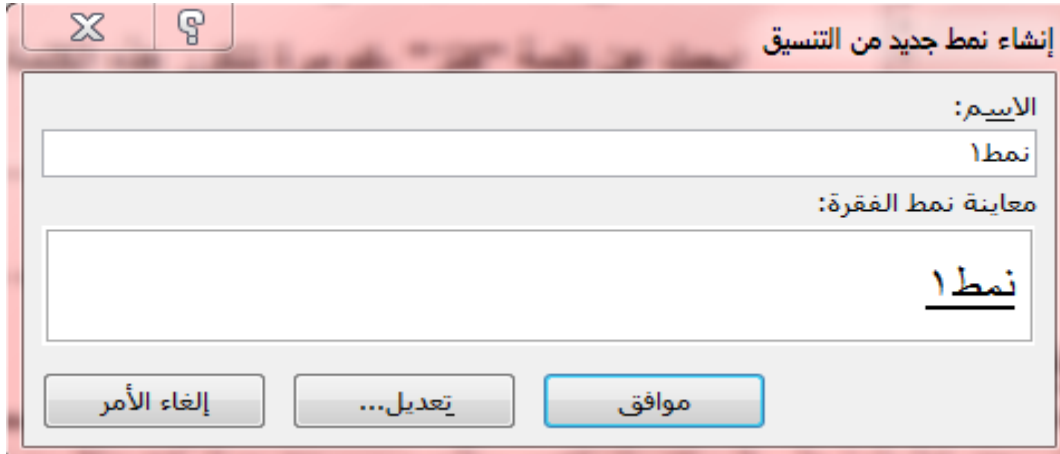 إنشاء نمط جديد من التنسيق
الاسم:
نمط١
معاينة نمط الفقرة:
نمط١
موافق
تعديل...
إلغاء الأمر